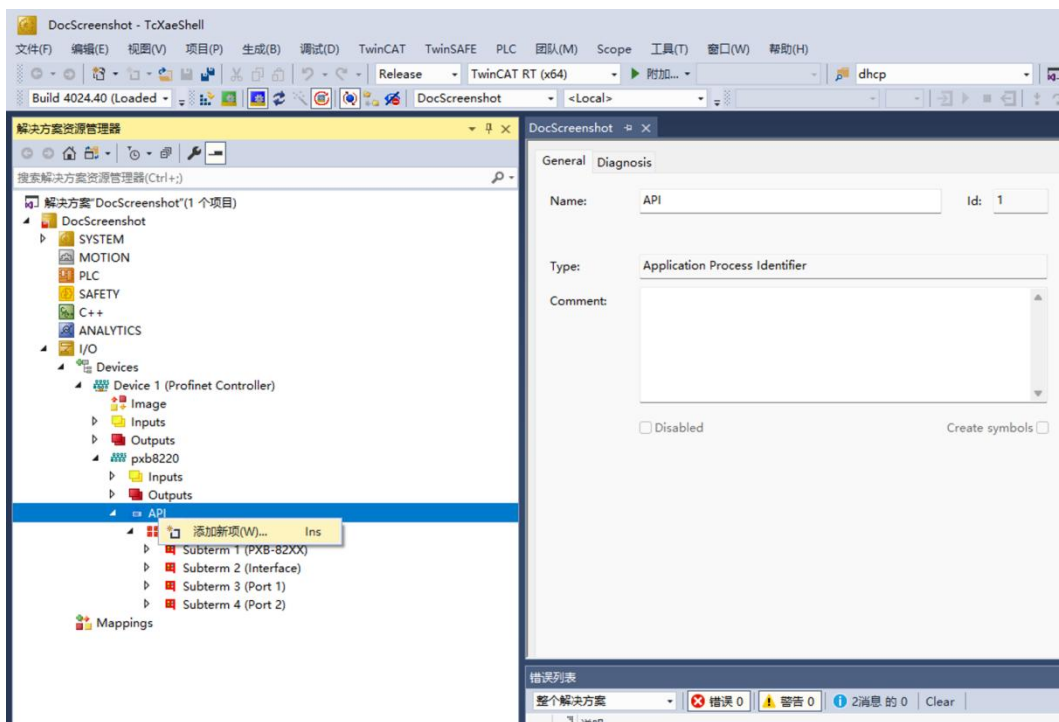 DocScreenshot - TcXaeShell
文件(F) 编辑(E) 视图(V) 项目(P) 生成(B) 调试(D) TwinCAT TwinSAFE PLC 团队(M) Scope 工具(T) 窗口(W) 帮助(H)
Release TwinCAT RT (x64) 附加... dhcp
Build 4024.40 (Loaded DocScreenshot <Local>
解决方案资源管理器
搜索解决方案资源管理器(Ctrl+;)
解决方案"DocScreenshot"(1 个项目)
DocScreenshot
SYSTEM
MOTION
PLC
SAFETY
C++
ANALYTICS
I/O
Devices
Device 1 (Profinet Controller)
Image
Inputs
Outputs
pxb8220
Inputs
Outputs
API
添加新项(W)... Ins
Subterm 1 (PXB-82XX)
Subterm 2 (Interface)
Subterm 3 (Port 1)
Subterm 4 (Port 2)
Mappings
DocScreenshot
General Diagnosis
Name: API Id: 1
Type: Application Process Identifier
Comment:
Disabled Create symbols
错误列表
整个解决方案 错误 0 警告 0 2消息 的 0 Clear